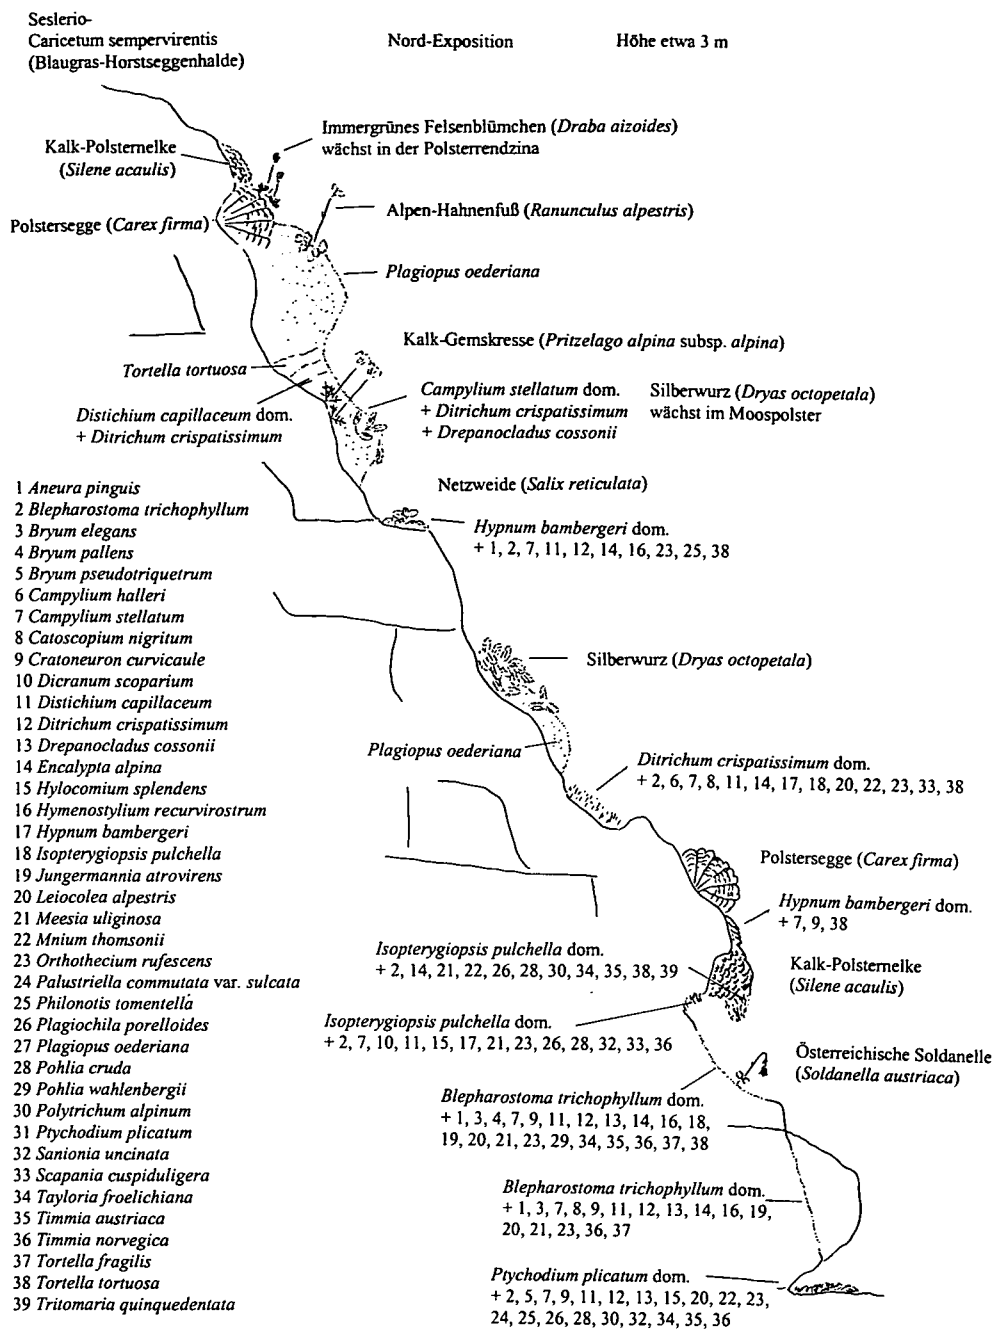 Seslerio-
Caricetum sempervirentis
(Blaugras-Horstseggenhalde)
Nord-Exposition
Höhe etwa 3 m
Immergrünes Felsenblümchen (Draba aizoides)
wächst in der Polsterrendzina
Kalk-Polsternelke
(Silene acaulis)
Alpen-Hahnenfuß (Ranunculus alpestris)
Polstersegge (Carex firma)
Plagiopus oederiana
Kalk-Gemskresse (Pritzelago alpina subsp. alpina)
Tortella tortuosa
Campylium stellatum dom.
+ Ditrichum crispatissimum
+ Drepanocladus cossonii
Silberwurz (Dryas octopetala)
wächst im Moospolster
Distichium capillaceum dom.
+ Ditrichum crispatissimum
Netzweide (Salix reticulata)
Hypnum bambergeri dom.
+ 1, 2, 7, 11, 12, 14, 16, 23, 25, 38
Silberwurz (Dryas octopetala)
Plagiopus oederiana
Ditrichum crispatissimum dom.
+ 2, 6, 7, 8, 11, 14, 17, 18, 20, 22, 23, 33, 38
Polstersegge (Carex firma)
Hypnum bambergeri dom.
+ 7, 9, 38
Isopterygiopsis pulchella dom.
+ 2, 14, 21, 22, 26, 28, 30, 34, 35, 38, 39
Kalk-Polsternelke
(Silene acaulis)
Isopterygiopsis pulchella dom.
+ 2, 7, 10, 11, 15, 17, 21, 23, 26, 28, 32, 33, 36
Österreichische Soldanelle
(Soldanella austriaca)
Blepharostoma trichophyllum dom.
+ 1, 3, 4, 7, 9, 11, 12, 13, 14, 16, 18,
19, 20, 21, 23, 29, 34, 35, 36, 37, 38
Blepharostoma trichophyllum dom.
+ 1, 3, 7, 8, 9, 11, 12, 13, 14, 16, 19,
20, 21, 23, 36, 37
Ptychodium plicatum dom.
+ 2, 5, 7, 9, 11, 12, 13, 15, 20, 22, 23,
24, 25, 26, 28, 30, 32, 34, 35, 36
1 Aneura pinguis
2 Blepharostoma trichophyllum
3 Bryum elegans
4 Bryum pallens
5 Bryum pseudotriquetrum
6 Campylium halleri
7 Campylium stellatum
8 Catoscopium nigritum
9 Cratoneuron curvicaule
10 Dicranum scoparium
11 Distichium capillaceum
12 Ditrichum crispatissimum
13 Drepanocladus cossonii
14 Encalypta alpina
15 Hylocomium splendens
16 Hymenostylium recurvirostrum
17 Hypnum bambergeri
18 Isopterygiopsis pulchella
19 Jungermannia atrovirens
20 Leiocolea alpestris
21 Meesia uliginosa
22 Mnium thomsonii
23 Orthothecium rufescens
24 Palustriella commutata var. sulcata
25 Philonotis tomentella
26 Plagiochila porelloides
27 Plagiopus oederiana
28 Pohlia cruda
29 Pohlia wahlenbergii
30 Polytrichum alpinum
31 Ptychodium plicatum
32 Sanionia uncinata
33 Scapania cuspiduligera
34 Tayloria froelichiana
35 Timmia austriaca
36 Timmia norvegica
37 Tortella fragilis
38 Tortella tortuosa
39 Tritomaria quinquedentata